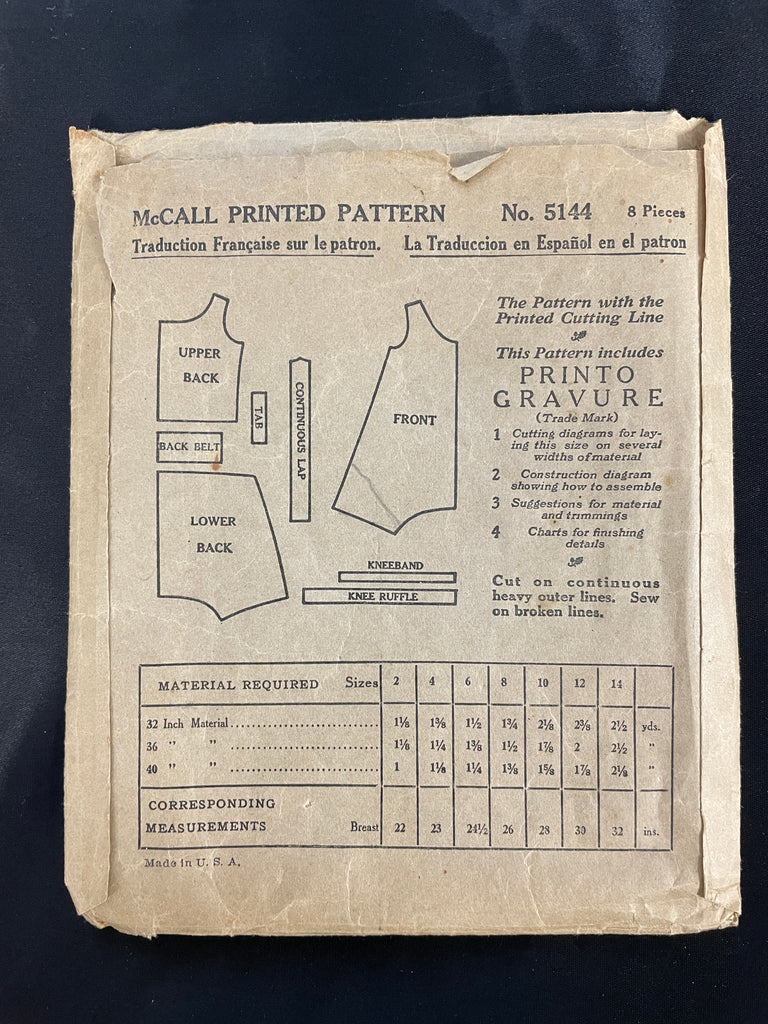 McCALL PRINTED PATTERN No. 5144 8 Pieces
Traduction Française sur le patron. La Traduccion en Español en el patron
UPPER
BACK
TAB
BACK BELT
CONTINUOUS LAP
FRONT
LOWER
BACK
KNEEBAND
KNEE RUFFLE
The Pattern with the
Printed Cutting Line
This Pattern includes
PRINTO
GRAVURE
(Trade Mark)
1 Cutting diagrams for lay-
ing this size on several
widths of material
2 Construction diagram
showing how to assemble
3 Suggestions for material
and trimmings
4 Charts for finishing
details
Cut on continuous
heavy outer lines. Sew
on broken lines.
MATERIAL REQUIRED Sizes 2 4 6 8 10 12 14
32 Inch Material 1⅛ 1⅜ 1½ 1¾ 2⅛ 2⅜ 2½ yds.
36 " " 1⅛ 1¼ 1⅜ 1½ 1⅞ 2 2½ "
40 " " 1 1⅛ 1¼ 1⅜ 1⅝ 1⅞ 2⅛ "
CORRESPONDING
MEASUREMENTS Breast 22 23 24½ 26 28 30 32 ins.
Made in U. S. A.